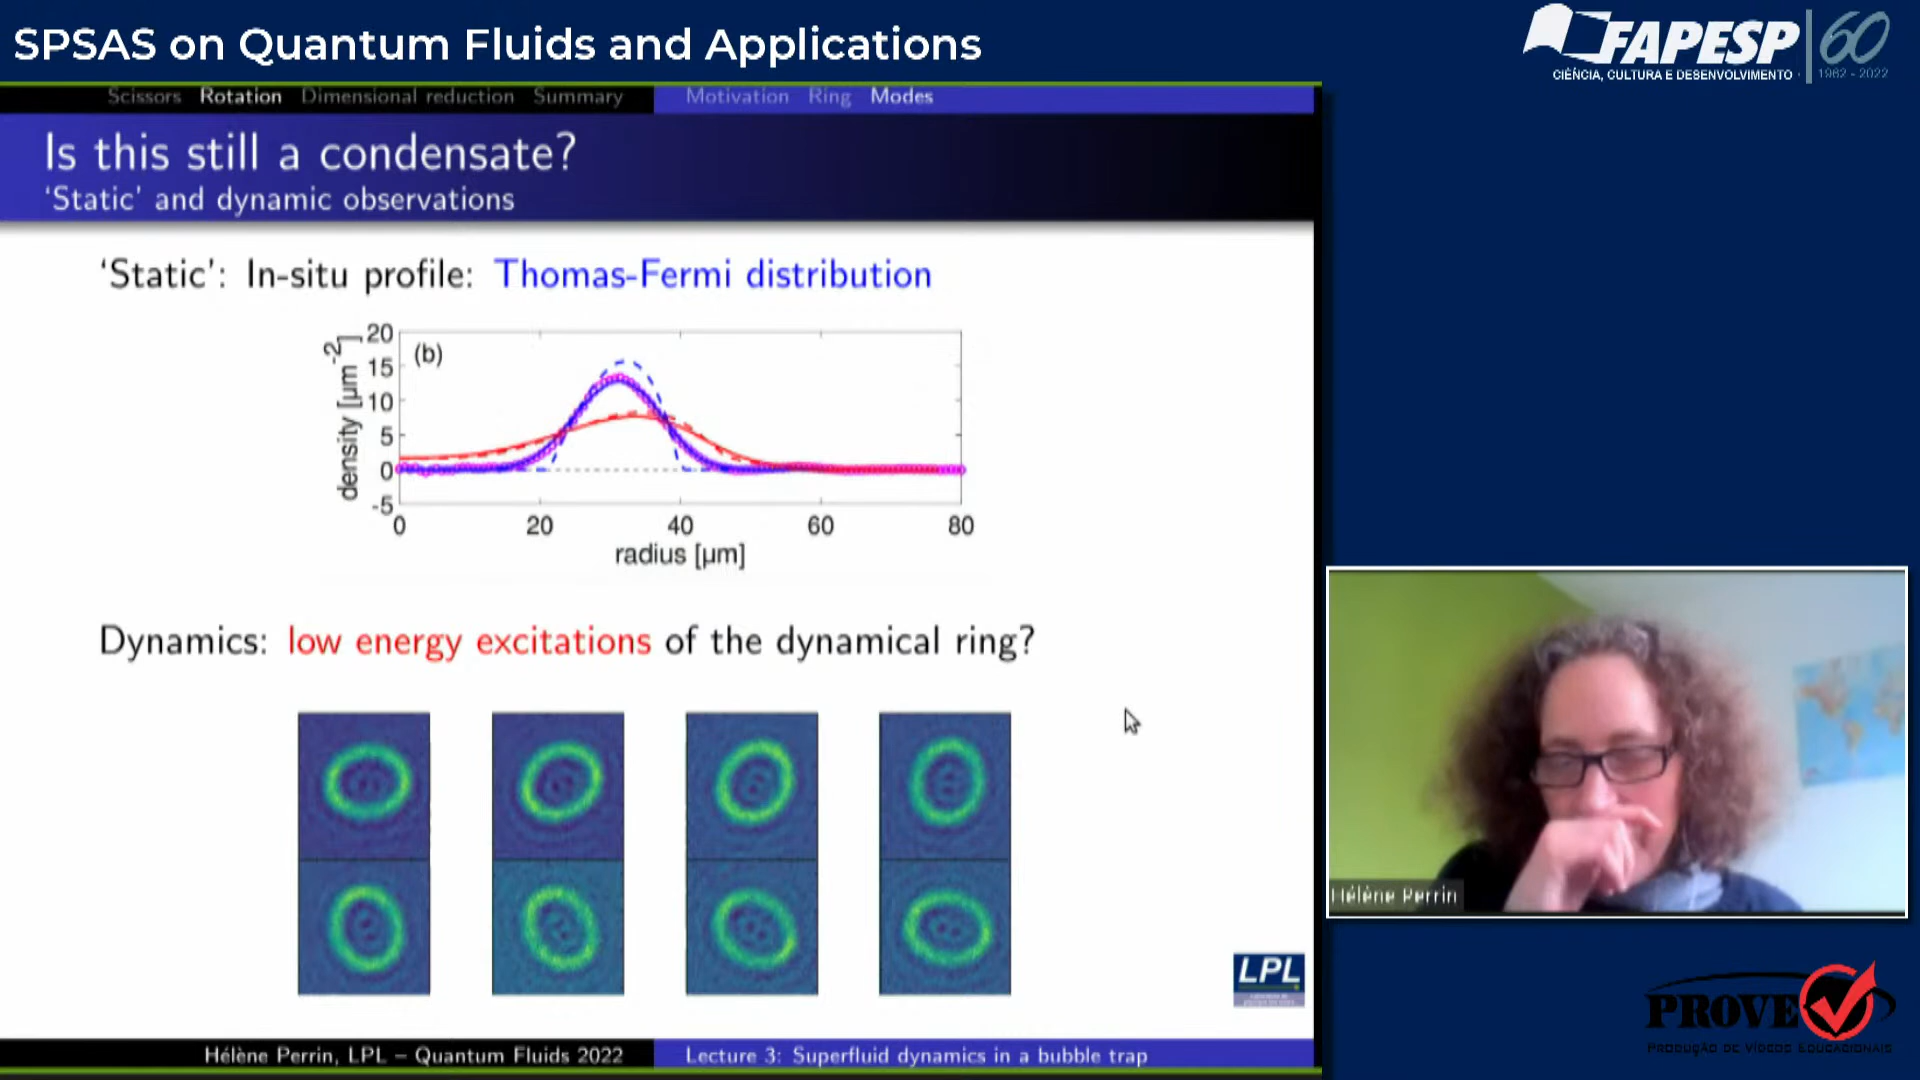 SPSAS on Quantum Fluids and Applications
FAPESP 60
CIÊNCIA, CULTURA E DESENVOLVIMENTO 1962 - 2022
Scissors Rotation Dimensional reduction Summary Motivation Ring Modes
Is this still a condensate?
‘Static’ and dynamic observations
‘Static’: In-situ profile: Thomas-Fermi distribution
(b)
density [µm-2]
20
15
10
5
0
-5
0 20 40 60 80
radius [µm]
Dynamics: low energy excitations of the dynamical ring?
LPL
Hélène Perrin
Hélène Perrin, LPL – Quantum Fluids 2022 Lecture 3: Superfluid dynamics in a bubble trap
PROVE
PRODUÇÃO DE VÍDEOS EDUCACIONAIS